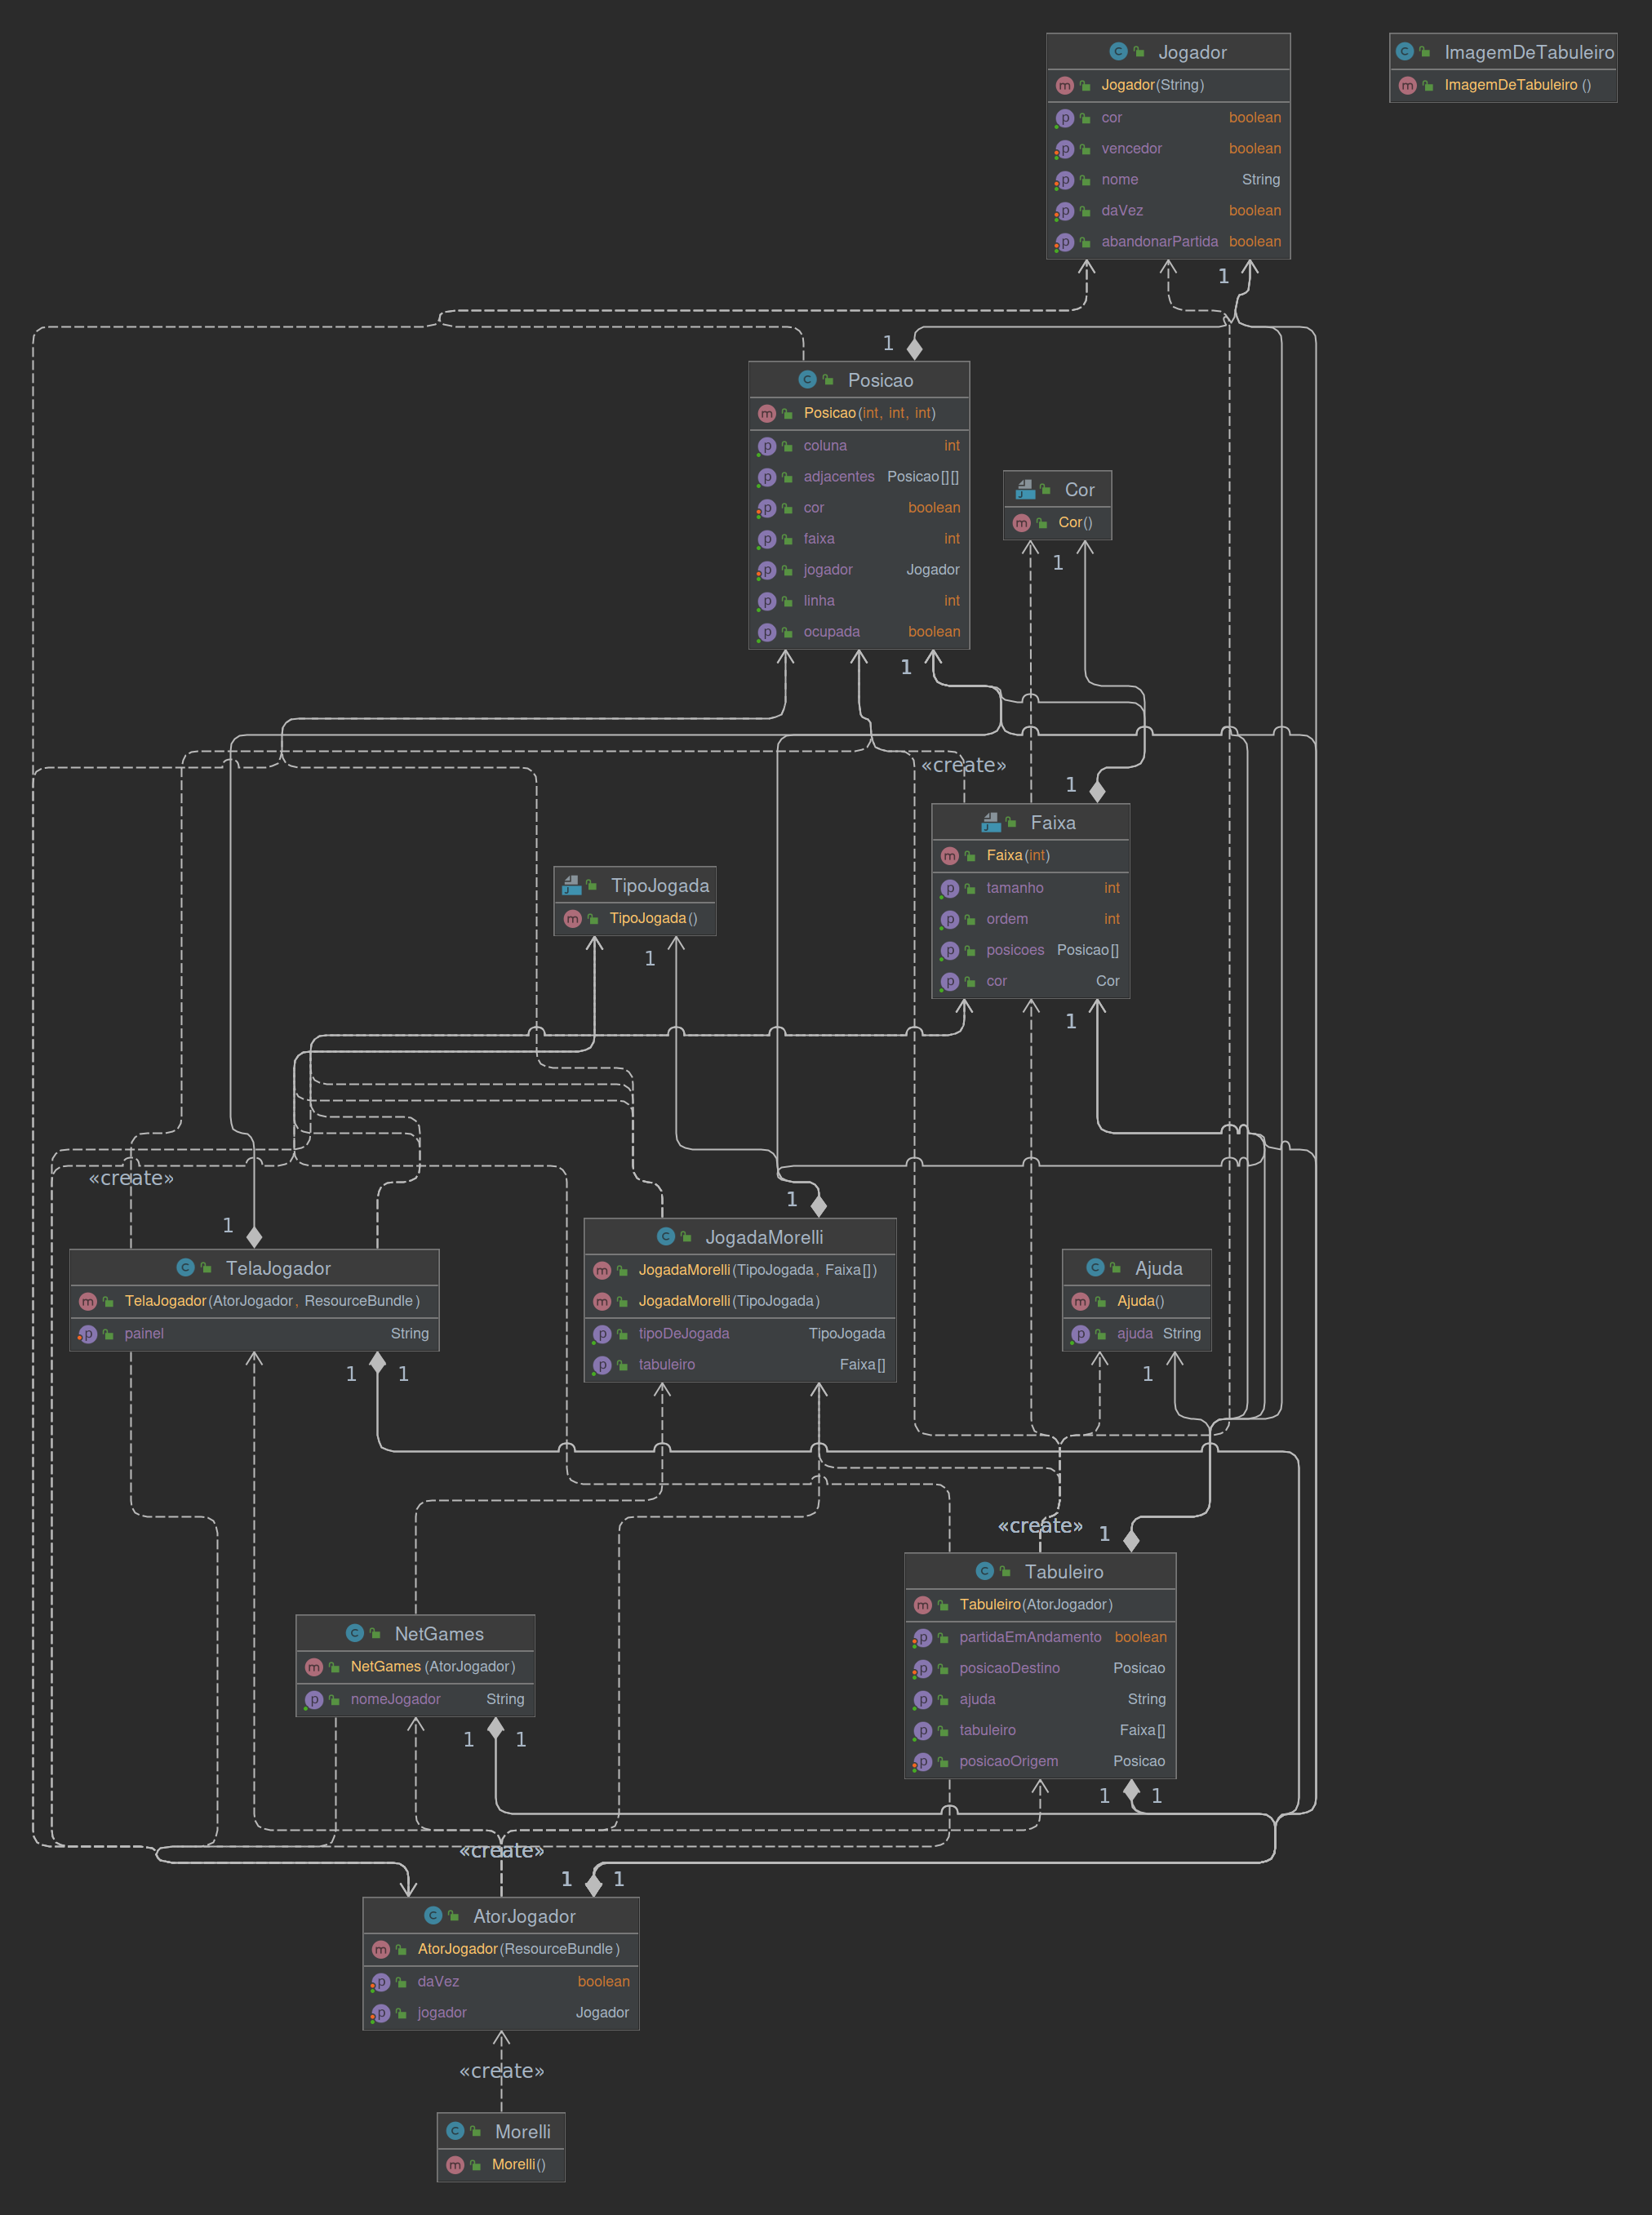 Jogador
Jogador(String)
cor boolean
vencedor boolean
nome String
daVez boolean
abandonarPartida boolean
1
ImagemDeTabuleiro
ImagemDeTabuleiro ()
1
Posicao
Posicao(int, int, int)
coluna int
adjacentes Posicao[][]
cor boolean
faixa int
jogador Jogador
linha int
ocupada boolean
1
Cor
Cor()
1
«create»
1
Faixa
Faixa(int)
tamanho int
ordem int
posicoes Posicao[]
cor Cor
1
TipoJogada
TipoJogada()
1
«create»
1
TelaJogador
TelaJogador(AtorJogador, ResourceBundle)
painel String
1 1
1
JogadaMorelli
JogadaMorelli(TipoJogada, Faixa[])
JogadaMorelli(TipoJogada)
tipoDeJogada TipoJogada
tabuleiro Faixa[]
Ajuda
Ajuda()
ajuda String
1
«create» 1
Tabuleiro
Tabuleiro(AtorJogador)
partidaEmAndamento boolean
posicaoDestino Posicao
ajuda String
tabuleiro Faixa[]
posicaoOrigem Posicao
1 1
NetGames
NetGames (AtorJogador)
nomeJogador String
1 1
«create»
1 1
AtorJogador
AtorJogador(ResourceBundle)
daVez boolean
jogador Jogador
«create»
Morelli
Morelli()